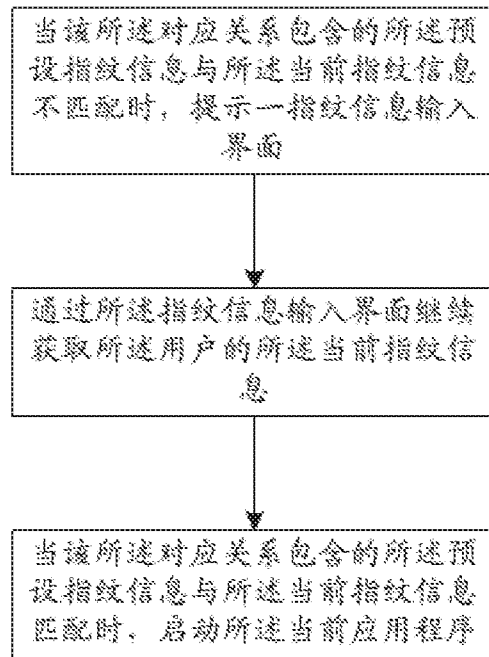 当该所述对应关系包含的所述预
设指纹信息与所述当前指纹信息
不匹配时，提示一指纹信息输入
界面
通过所述指纹信息输入界面继续
获取所述用户的所述当前指纹信
息
当该所述对应关系包含的所述预
设指纹信息与所述当前指纹信息
匹配时，启动所述当前应用程序